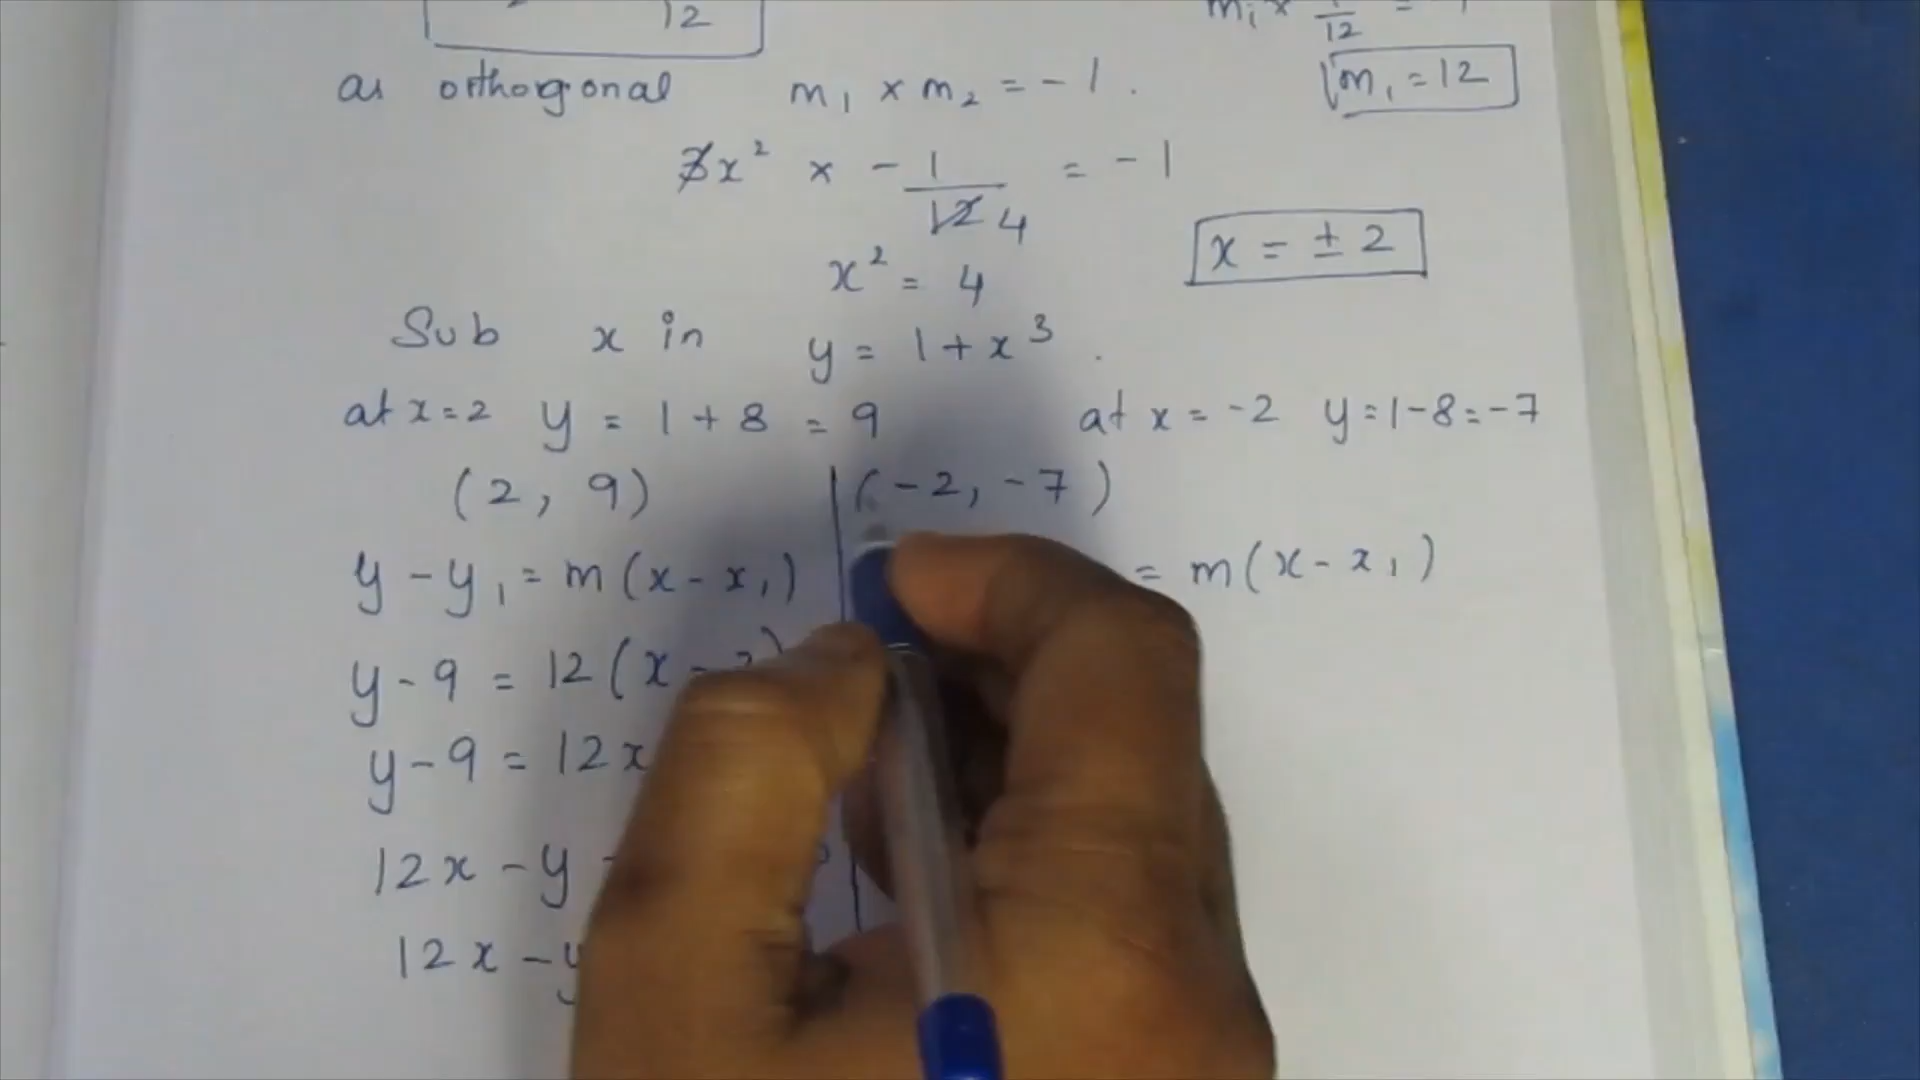 12
12
as orthogonal m₁ × m₂ = -1 .
m₁ = 12
3x² × -1/12 4 = -1
x² = 4
x = ± 2
Sub x in y = 1 + x³ .
at x = 2 y = 1 + 8 = 9 at x = -2 y = 1 - 8 = -7
(2, 9) (-2, -7)
y - y₁ = m(x - x₁) = m(x - x₁)
y - 9 = 12(x - 2)
y - 9 = 12x
12x - y
12x - y